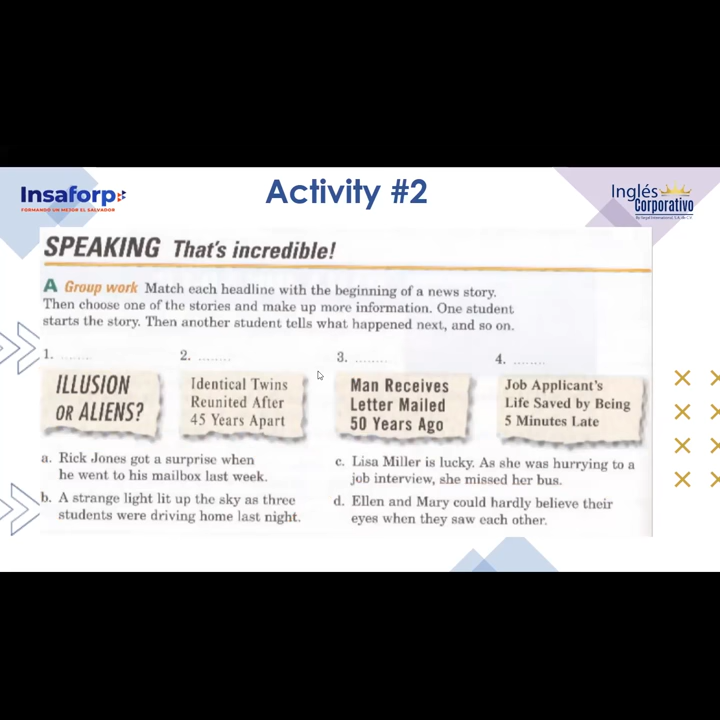 Insaforp
FORMANDO UN MEJOR EL SALVADOR
Activity #2
Inglés
Corporativo
SPEAKING That's incredible!
A Group work Match each headline with the beginning of a news story.
Then choose one of the stories and make up more information. One student
starts the story. Then another student tells what happened next, and so on.
1. ........
2. ........
3. ........
4. ........
ILLUSION
OR ALIENS?
Identical Twins
Reunited After
45 Years Apart
Man Receives
Letter Mailed
50 Years Ago
Job Applicant's
Life Saved by Being
5 Minutes Late
a. Rick Jones got a surprise when
he went to his mailbox last week.
b. A strange light lit up the sky as three
students were driving home last night.
c. Lisa Miller is lucky. As she was hurrying to a
job interview, she missed her bus.
d. Ellen and Mary could hardly believe their
eyes when they saw each other.